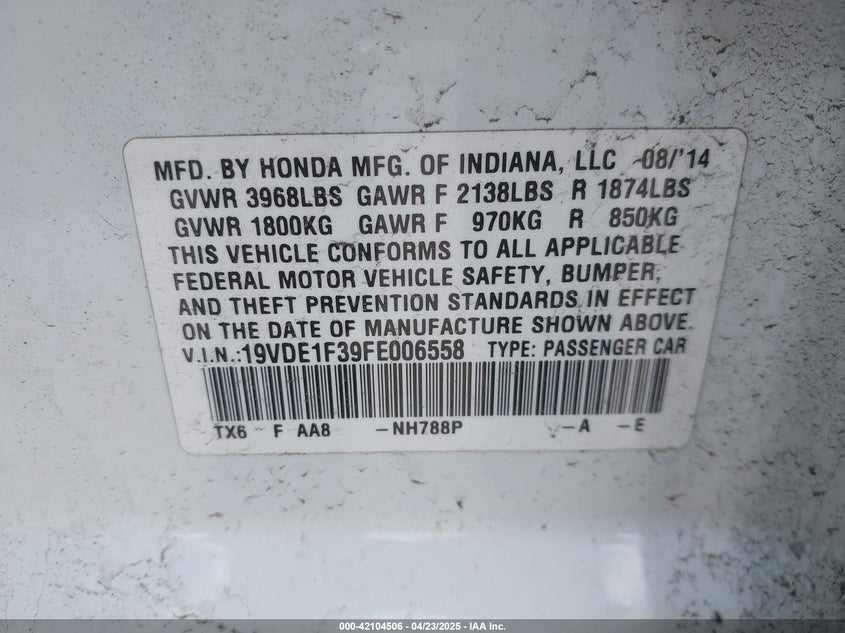 MFD. BY HONDA MFG. OF INDIANA, LLC 08/'14
GVWR 3968LBS GAWR F 2138LBS R 1874LBS
GVWR 1800KG GAWR F 970KG R 850KG
THIS VEHICLE CONFORMS TO ALL APPLICABLE
FEDERAL MOTOR VEHICLE SAFETY, BUMPER,
AND THEFT PREVENTION STANDARDS IN EFFECT
ON THE DATE OF MANUFACTURE SHOWN ABOVE.
V.I.N.:19VDE1F39FE006558 TYPE: PASSENGER CAR
TX6 F AA8 -NH788P -A -E
000-42104506 - 04/23/2025 - IAA Inc.